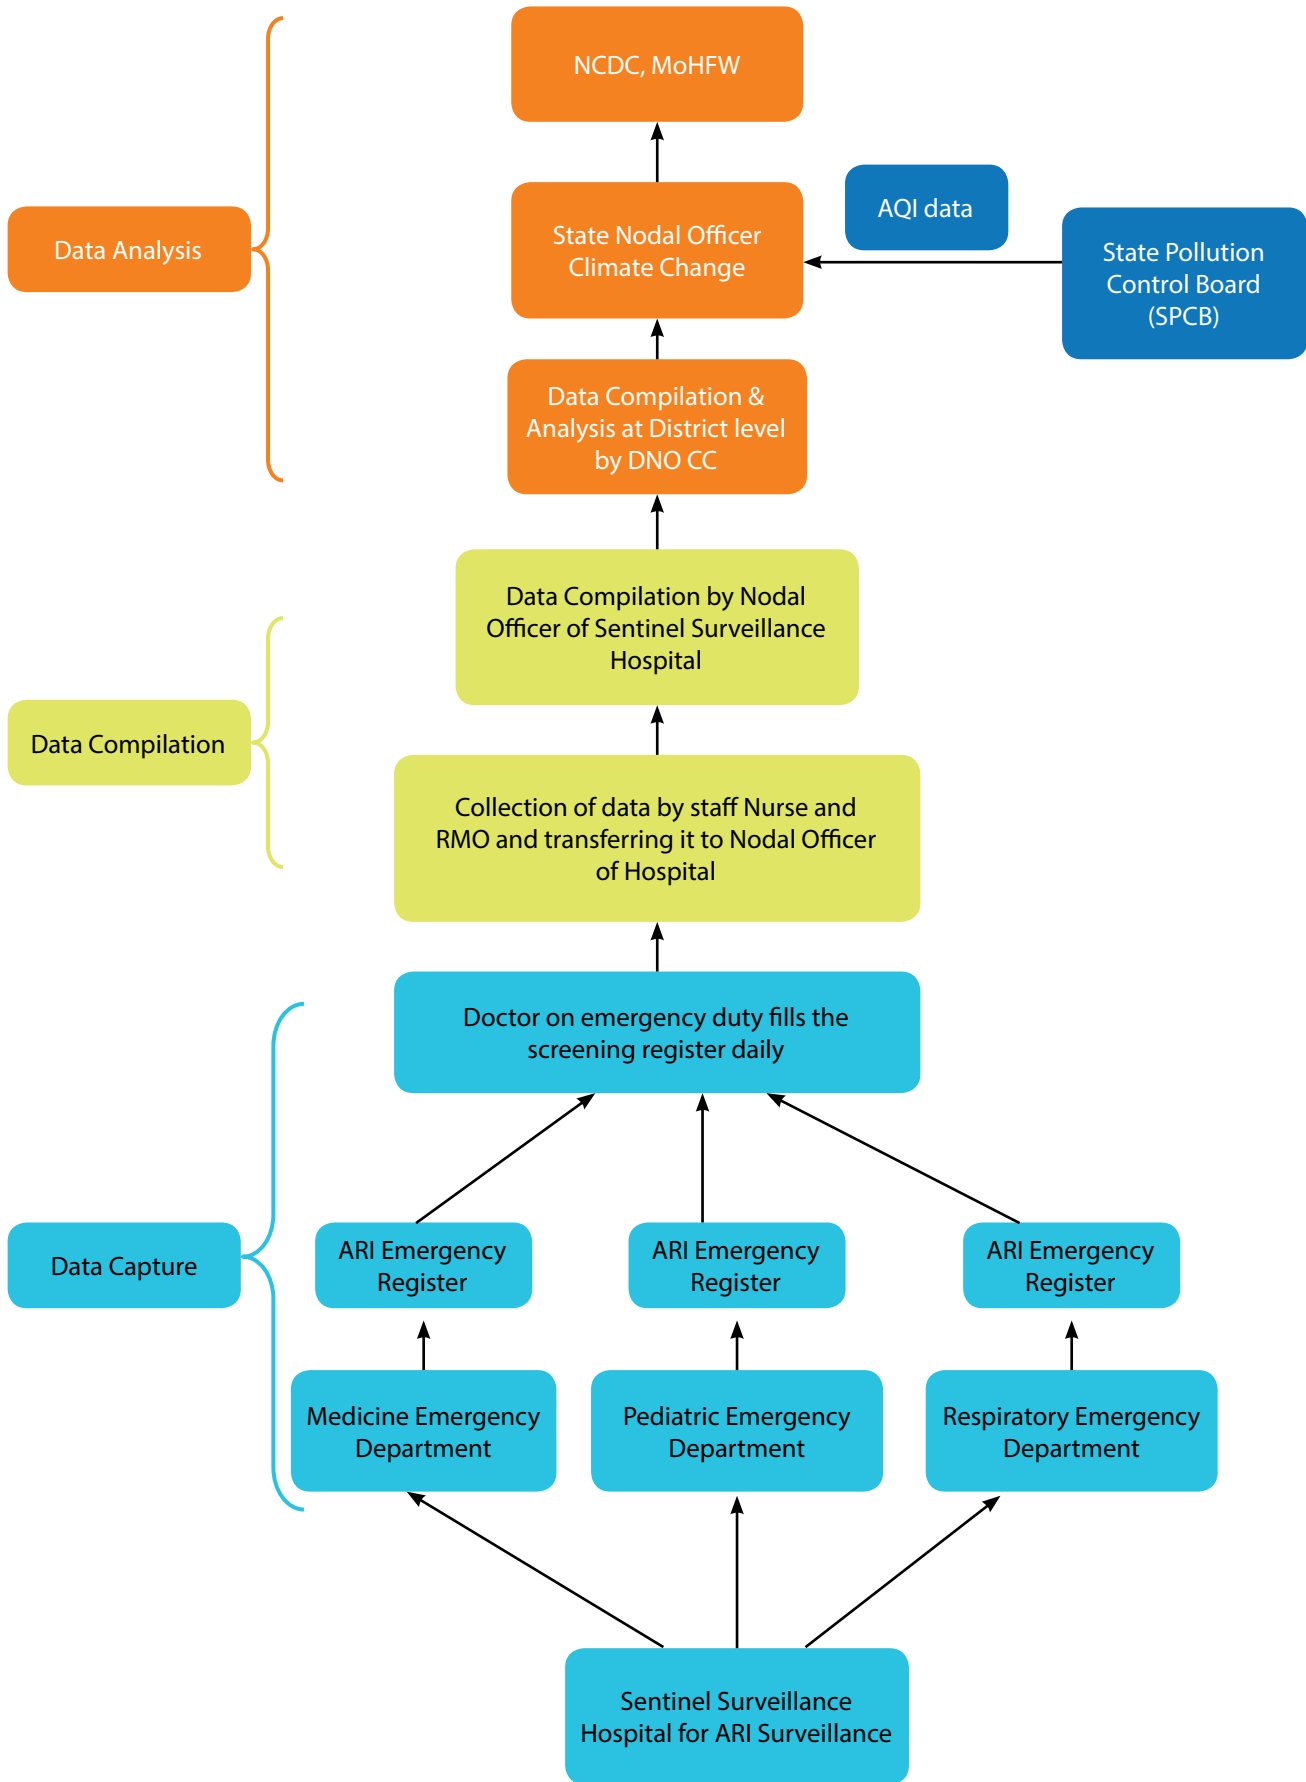 NCDC, MoHFW
AQI data
Data Analysis
State Nodal Officer
Climate Change
State Pollution
Control Board
(SPCB)
Data Compilation &
Analysis at District level
by DNO CC
Data Compilation by Nodal
Officer of Sentinel Surveillance
Hospital
Data Compilation
Collection of data by staff Nurse and
RMO and transferring it to Nodal Officer
of Hospital
Doctor on emergency duty fills the
screening register daily
Data Capture
ARI Emergency
Register
ARI Emergency
Register
ARI Emergency
Register
Medicine Emergency
Department
Pediatric Emergency
Department
Respiratory Emergency
Department
Sentinel Surveillance
Hospital for ARI Surveillance